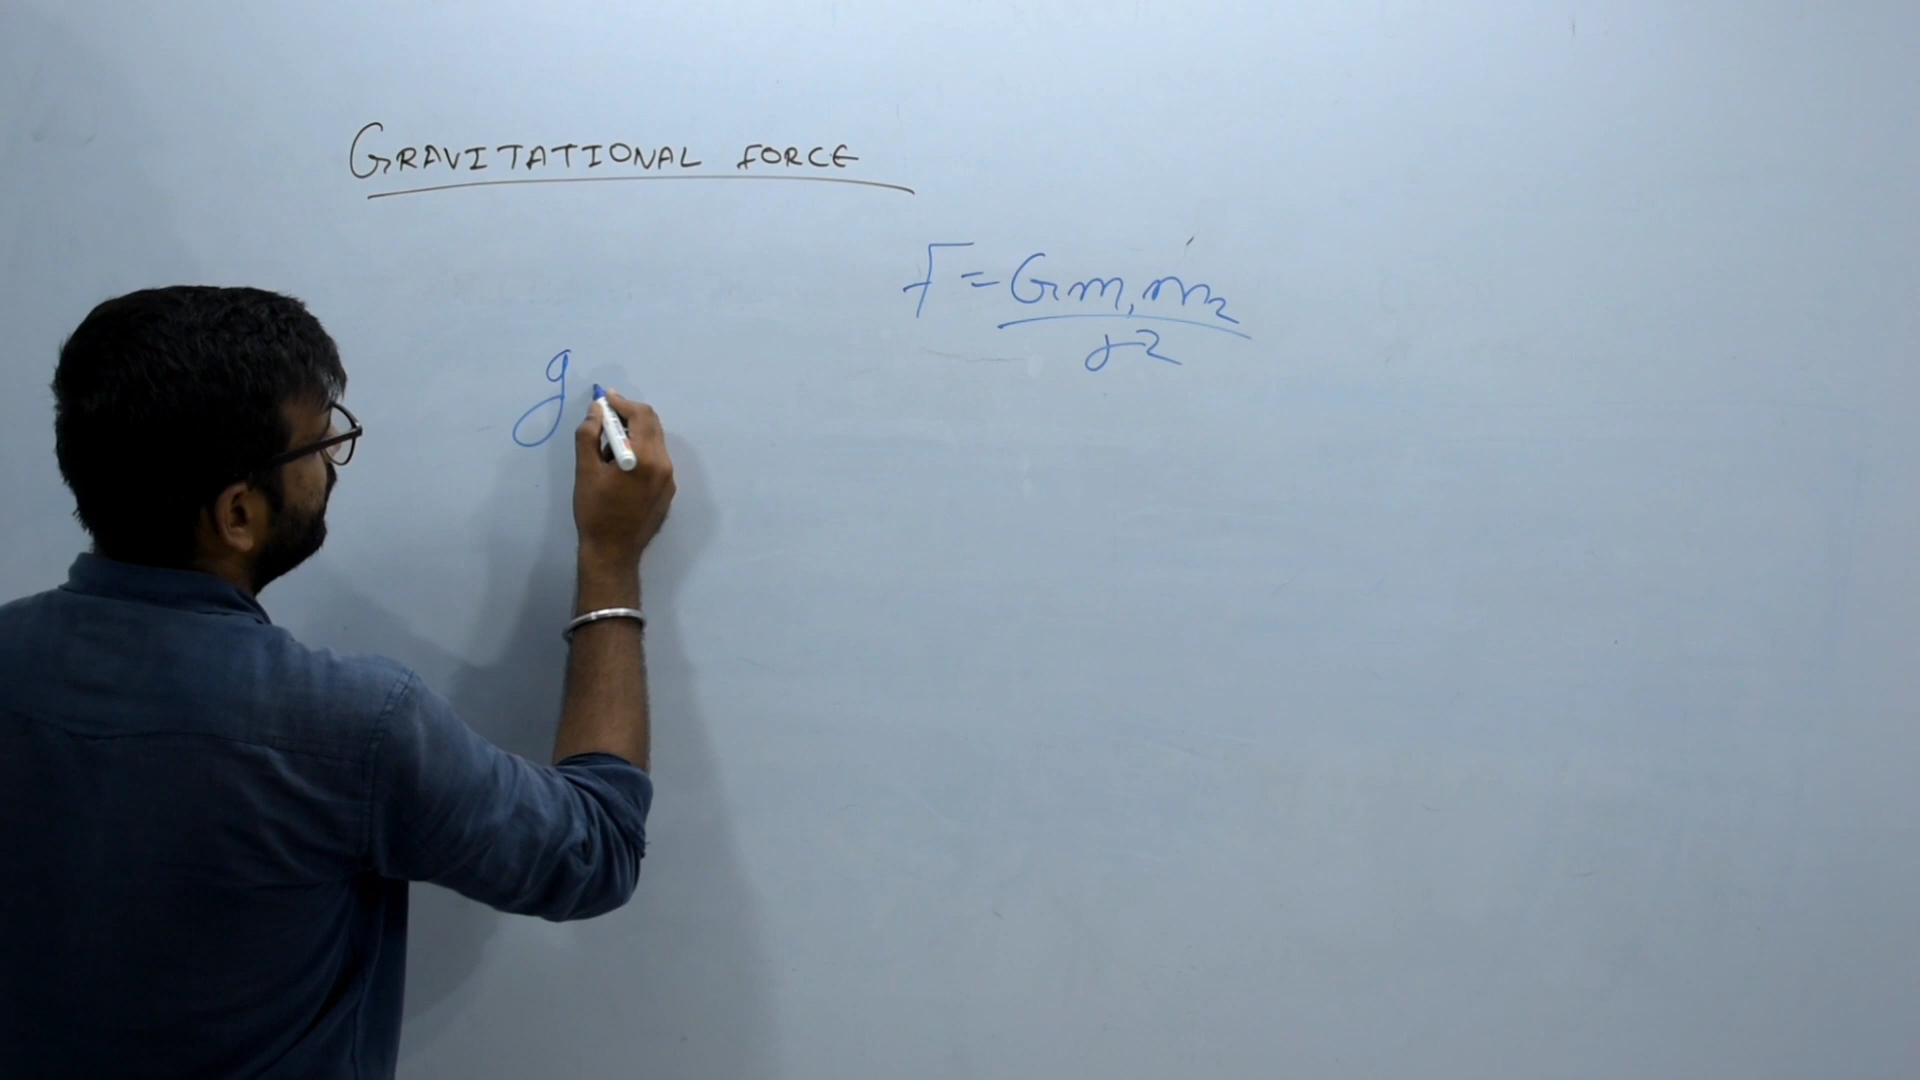 GRAVITATIONAL FORCE
F = Gm₁m₂
r²
g